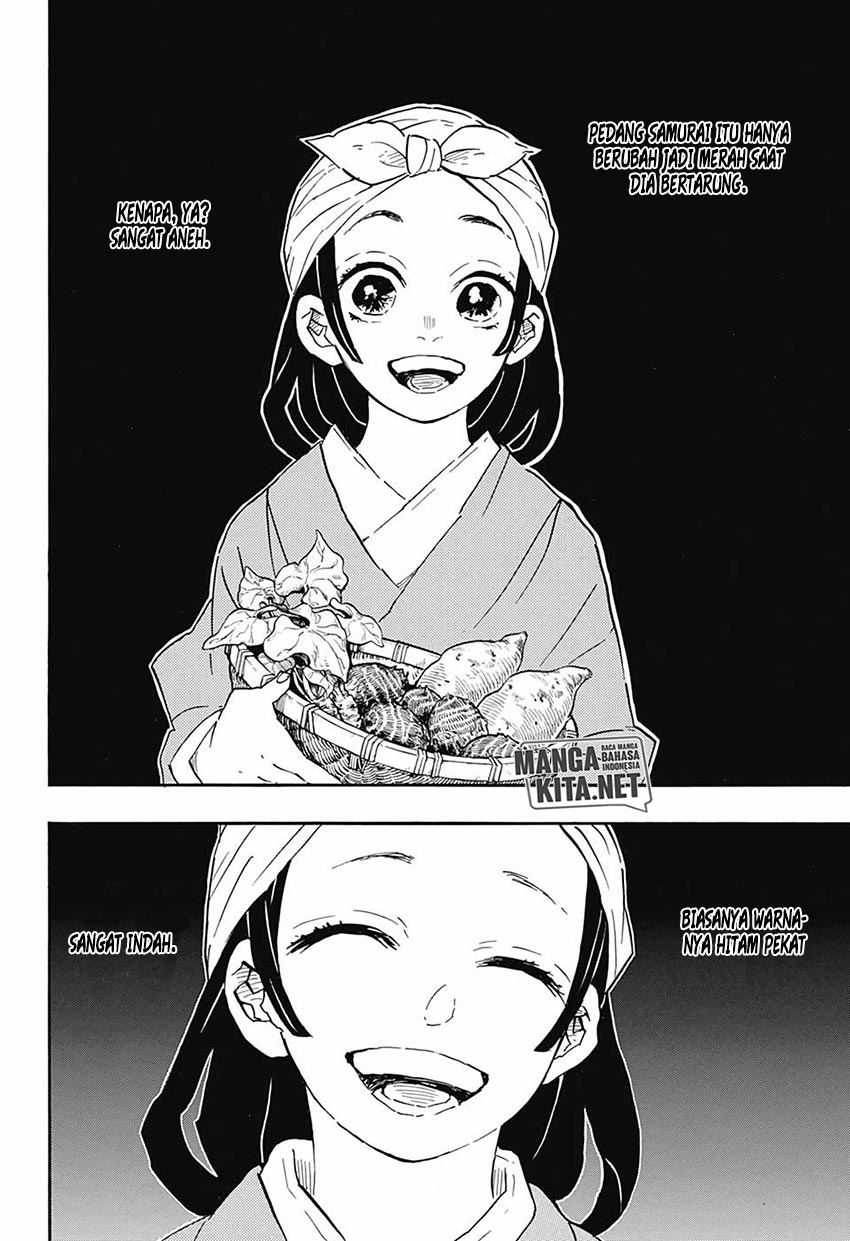 PEDANG SAMURAI ITU HANYA
BERUBAH JADI MERAH SAAT
DIA BERTARUNG.
KENAPA, YA?
SANGAT ANEH.
MANGA
KITA.NET
BACA MANGA
BAHASA
INDONESIA
BIASANYA WARNA-
NYA HITAM PEKAT
SANGAT INDAH.